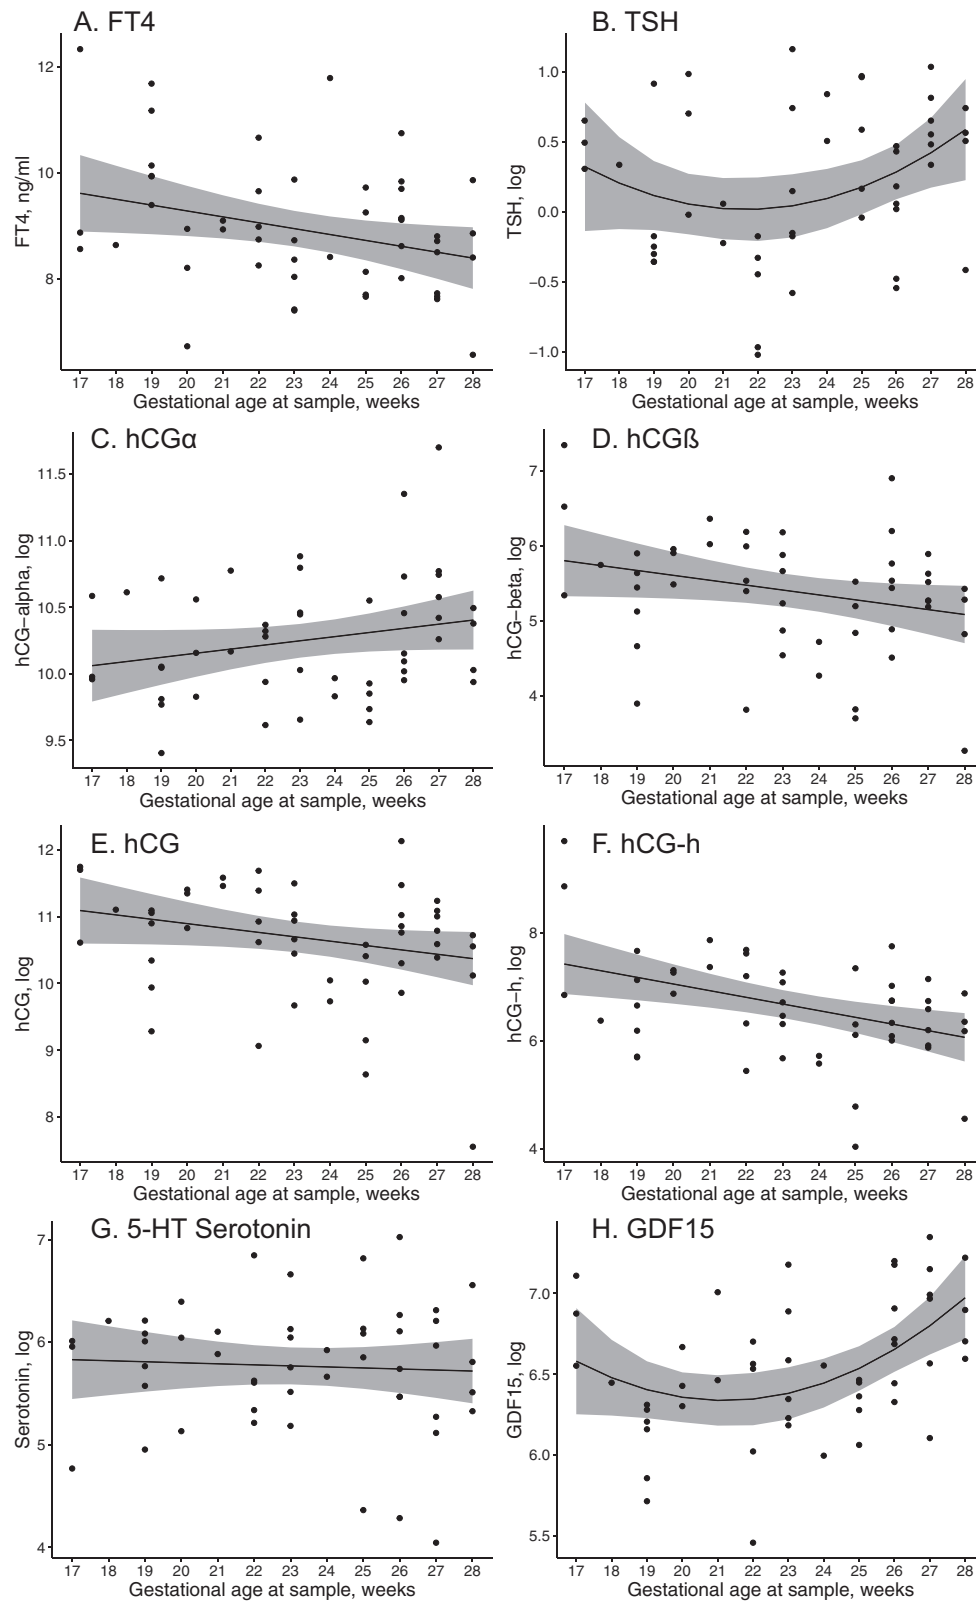 A. FT4
12
10
8
FT4, ng/ml
17 18 19 20 21 22 23 24 25 26 27 28
Gestational age at sample, weeks
B. TSH
1.0
0.5
0.0
−0.5
−1.0
TSH, log
17 18 19 20 21 22 23 24 25 26 27 28
Gestational age at sample, weeks
C. hCGα
11.5
11.0
10.5
10.0
9.5
hCG−alpha, log
17 18 19 20 21 22 23 24 25 26 27 28
Gestational age at sample, weeks
D. hCGß
7
6
5
4
hCG−beta, log
17 18 19 20 21 22 23 24 25 26 27 28
Gestational age at sample, weeks
E. hCG
12
11
10
9
8
hCG, log
17 18 19 20 21 22 23 24 25 26 27 28
Gestational age at sample, weeks
F. hCG-h
8
6
4
hCG−h, log
17 18 19 20 21 22 23 24 25 26 27 28
Gestational age at sample, weeks
G. 5-HT Serotonin
7
6
5
4
Serotonin, log
17 18 19 20 21 22 23 24 25 26 27 28
Gestational age at sample, weeks
H. GDF15
7.0
6.5
6.0
5.5
GDF15, log
17 18 19 20 21 22 23 24 25 26 27 28
Gestational age at sample, weeks